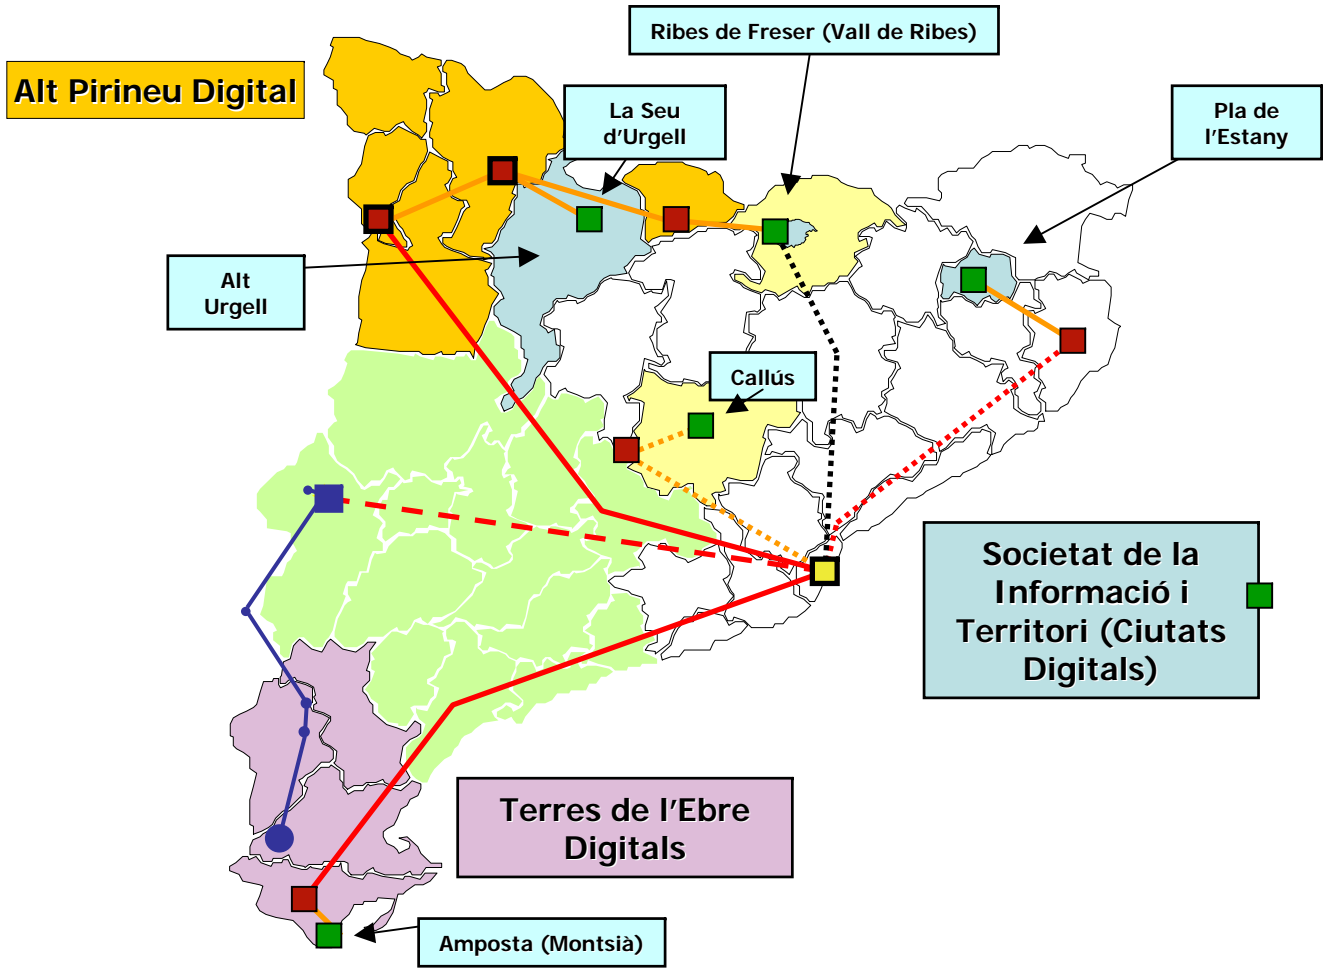 Ribes de Freser (Vall de Ribes)
Alt Pirineu Digital
La Seu
d'Urgell
Pla de
l'Estany
Alt
Urgell
Callús
Societat de la
Informació i
Territori (Ciutats
Digitals)
Terres de l'Ebre
Digitals
Amposta (Montsià)